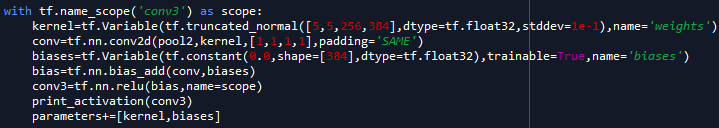 with tf.name_scope('conv3') as scope:
    kernel=tf.Variable(tf.truncated_normal([5,5,256,384],dtype=tf.float32,stddev=1e-1),name='weights')
    conv=tf.nn.conv2d(pool2,kernel,[1,1,1,1],padding='SAME')
    biases=tf.Variable(tf.constant(0.0,shape=[384],dtype=tf.float32),trainable=True,name='biases')
    bias=tf.nn.bias_add(conv,biases)
    conv3=tf.nn.relu(bias,name=scope)
    print_activation(conv3)
    parameters+=[kernel,biases]